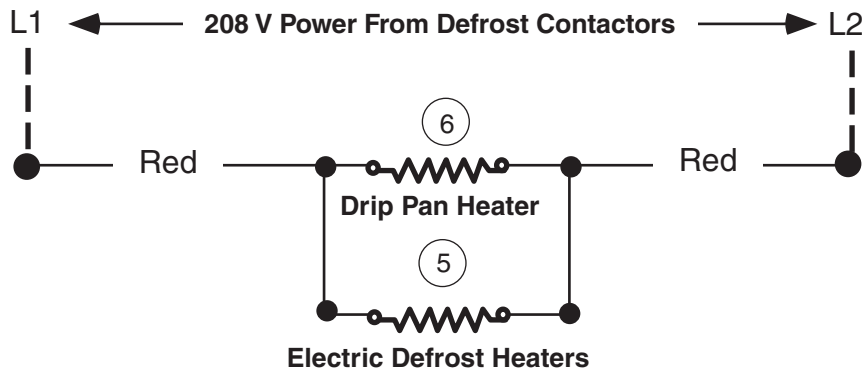 L1 208 V Power From Defrost Contactors L2
6
Red Red
Drip Pan Heater
5
Electric Defrost Heaters